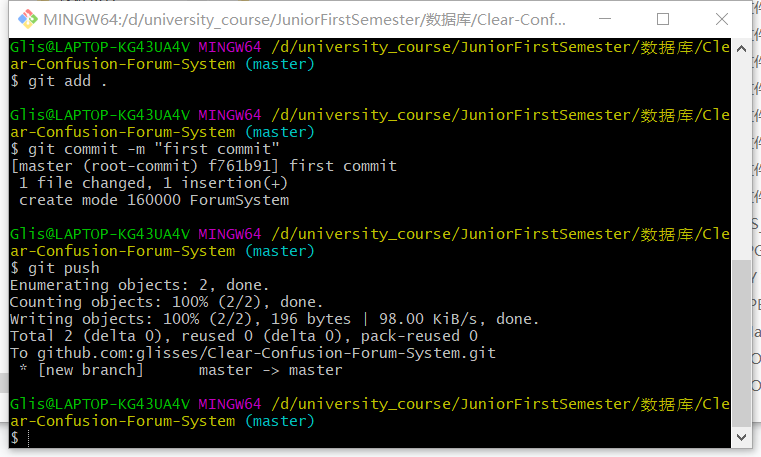 MINGW64:/d/university_course/JuniorFirstSemester/数据库/Clear-Conf...
Glis@LAPTOP-KG43UA4V MINGW64 /d/university_course/JuniorFirstSemester/数据库/Cle
ar-Confusion-Forum-System (master)
$ git add .
Glis@LAPTOP-KG43UA4V MINGW64 /d/university_course/JuniorFirstSemester/数据库/Cle
ar-Confusion-Forum-System (master)
$ git commit -m "first commit"
[master (root-commit) f761b91] first commit
1 file changed, 1 insertion(+)
create mode 160000 ForumSystem
Glis@LAPTOP-KG43UA4V MINGW64 /d/university_course/JuniorFirstSemester/数据库/Cle
ar-Confusion-Forum-System (master)
$ git push
Enumerating objects: 2, done.
Counting objects: 100% (2/2), done.
Writing objects: 100% (2/2), 196 bytes | 98.00 KiB/s, done.
Total 2 (delta 0), reused 0 (delta 0), pack-reused 0
To github.com:glisses/Clear-Confusion-Forum-System.git
* [new branch]      master -> master
Glis@LAPTOP-KG43UA4V MINGW64 /d/university_course/JuniorFirstSemester/数据库/Cle
ar-Confusion-Forum-System (master)
$